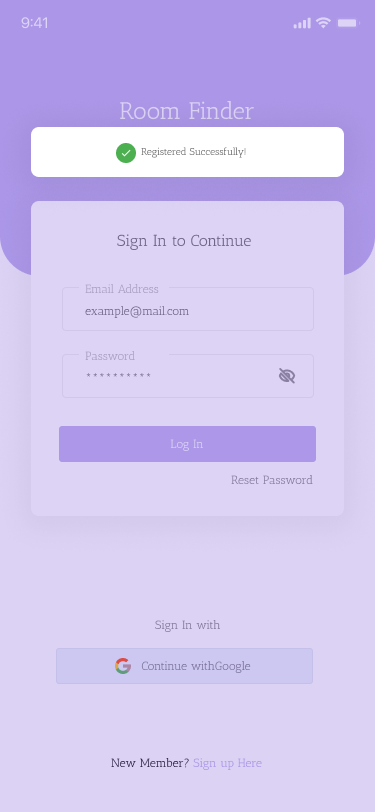 9:41
Room Finder
Registered Successfully!
Sign In to Continue
Email Address
example@mail.com
Password
**********
Log In
Reset Password
Sign In with
Continue withGoogle
New Member? Sign up Here